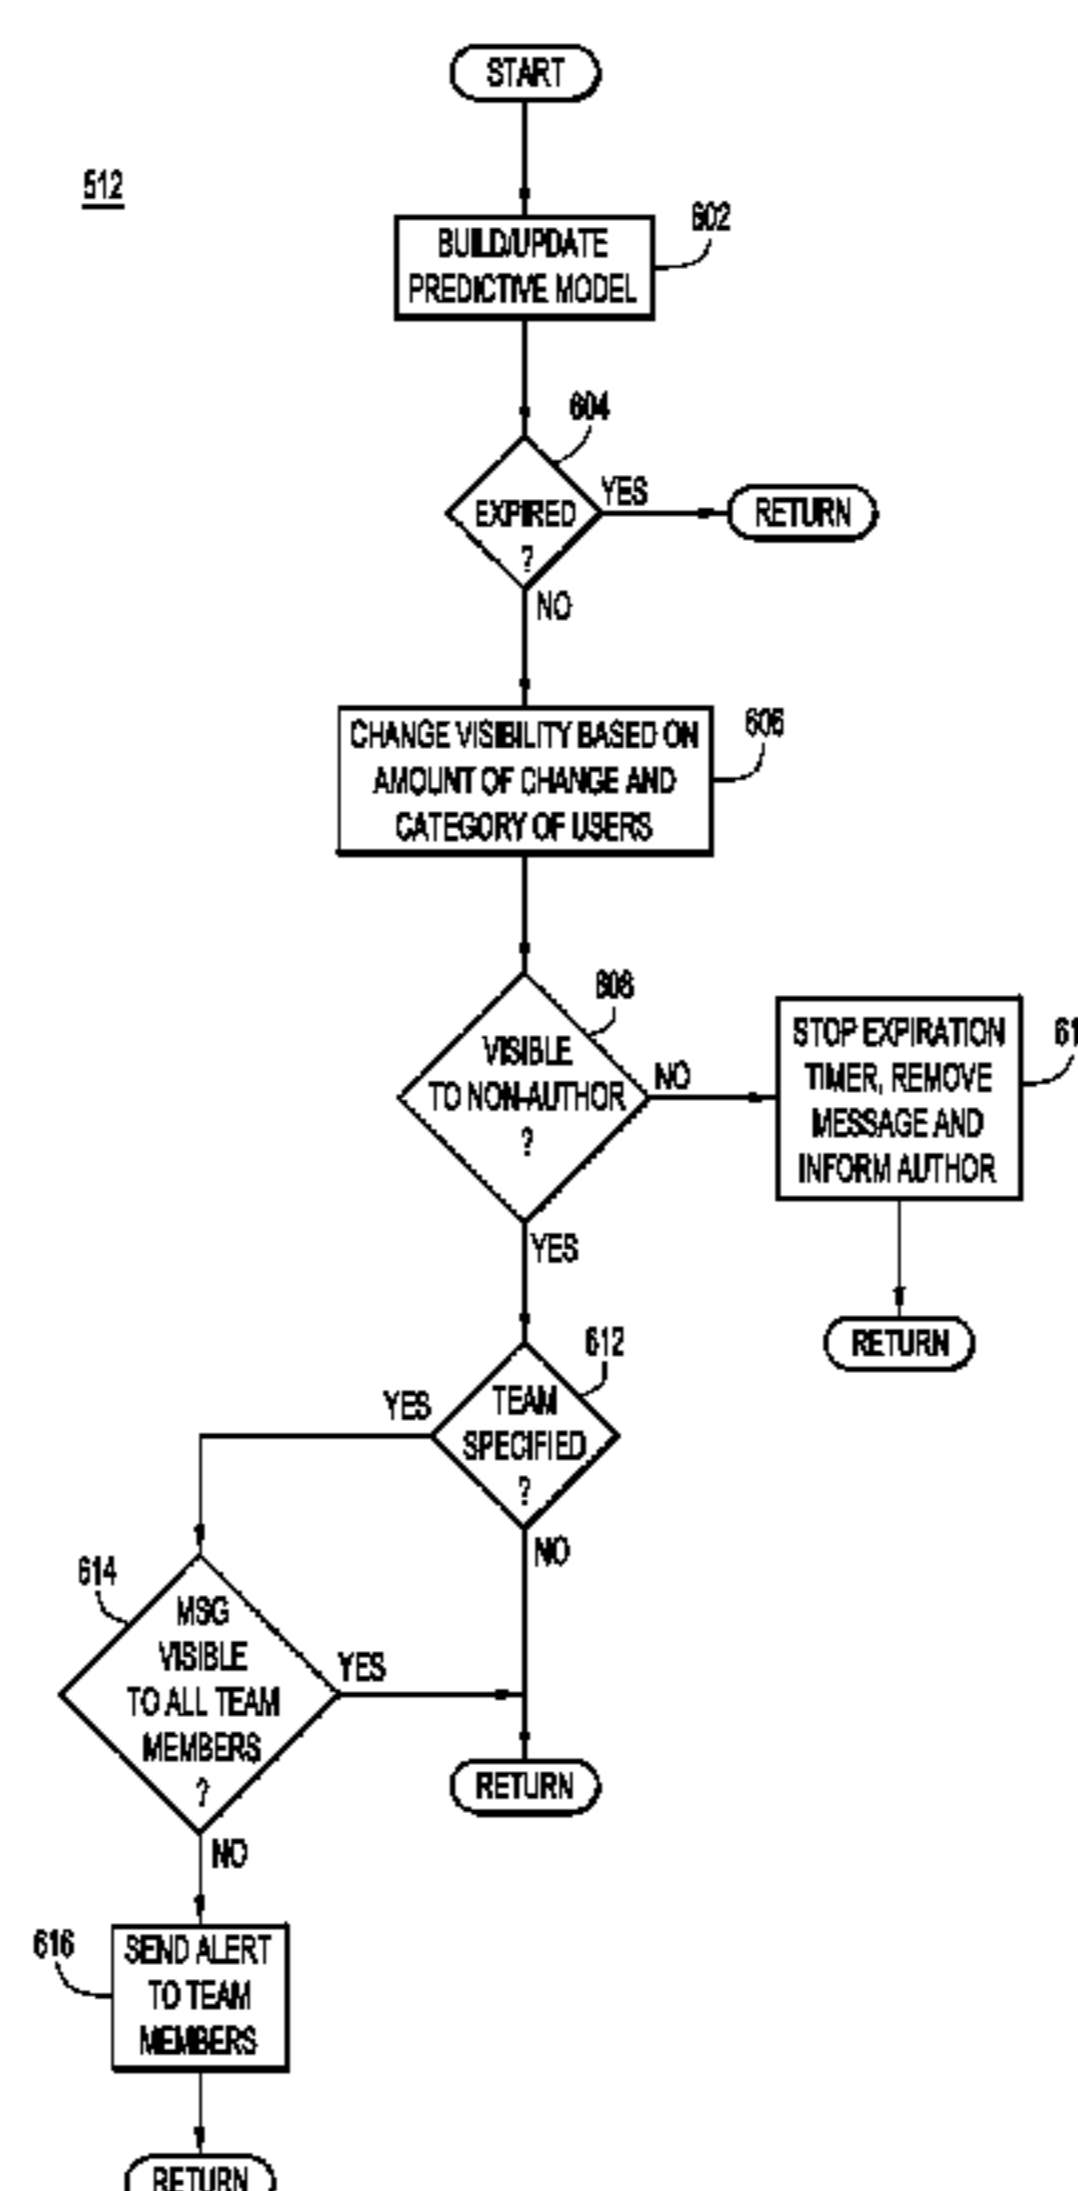 START
512
602
BUILD/UPDATE
PREDICTIVE MODEL
604
EXPIRED
?
YES
RETURN
NO
606
CHANGE VISIBILITY BASED ON
AMOUNT OF CHANGE AND
CATEGORY OF USERS
608
VISIBLE
TO NON-AUTHOR
?
NO
STOP EXPIRATION
TIMER, REMOVE
MESSAGE AND
INFORM AUTHOR
RETURN
YES
612
TEAM
SPECIFIED
?
YES
NO
614
MSG
VISIBLE
TO ALL TEAM
MEMBERS
?
YES
RETURN
NO
616
SEND ALERT
TO TEAM
MEMBERS
RETURN